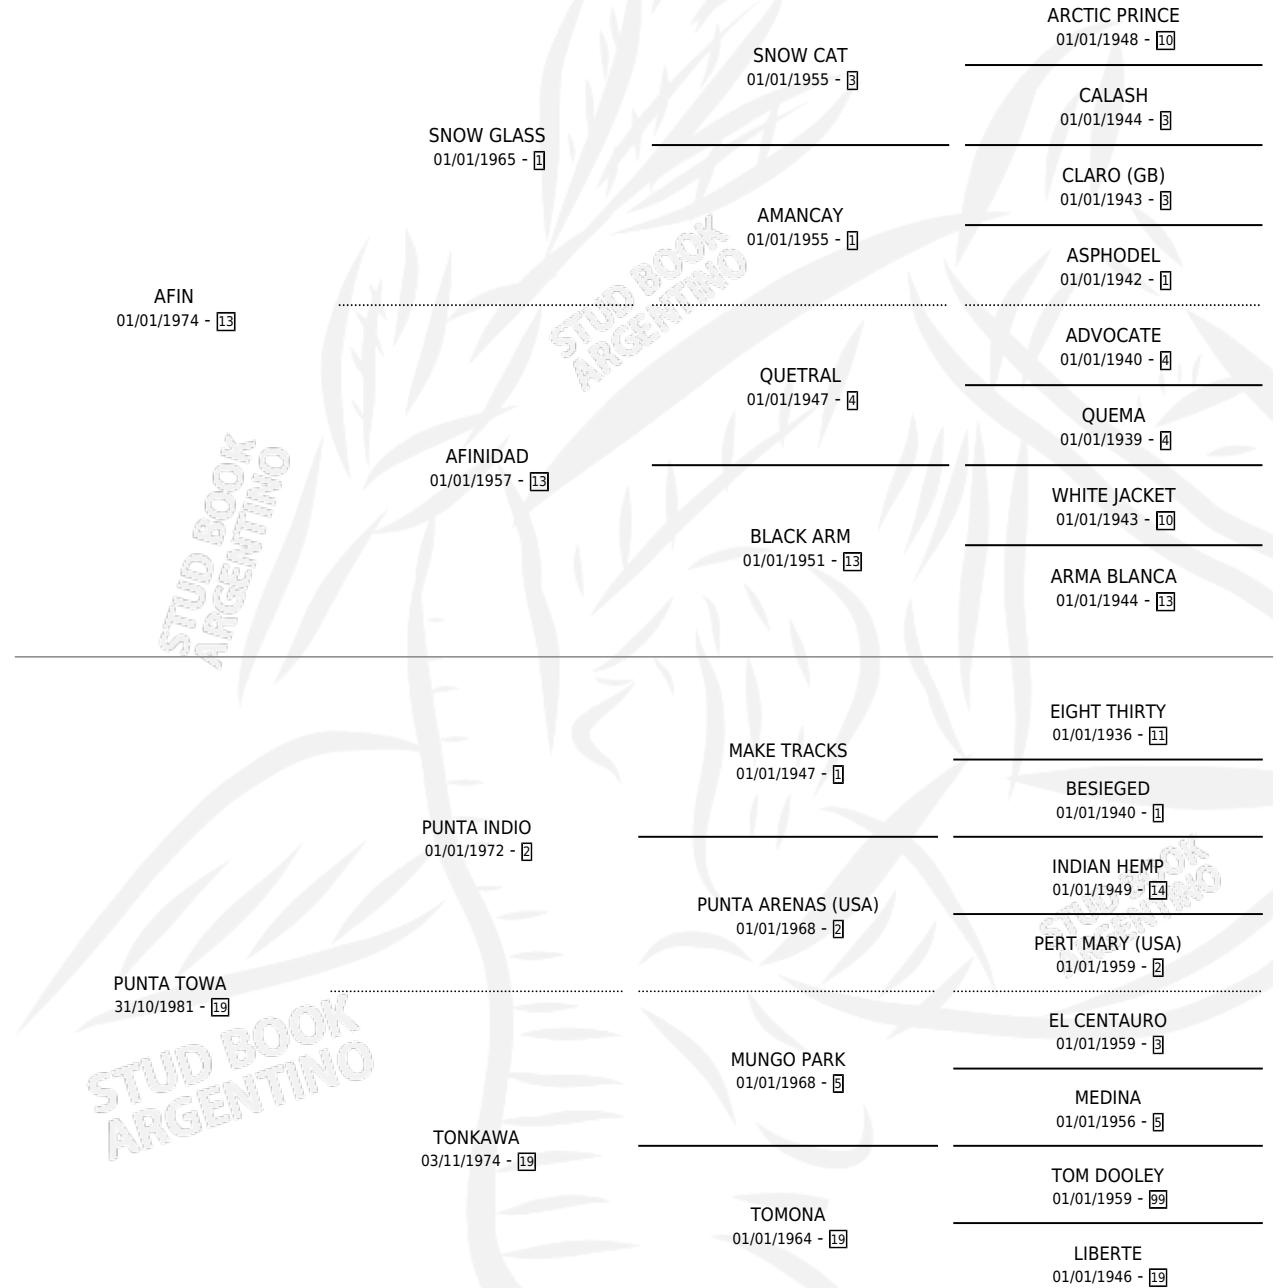 ARCTIC PRINCE
01/01/1948 - 10
SNOW CAT
01/01/1955 - 3
CALASH
01/01/1944 - 3
SNOW GLASS
01/01/1965 - 1
CLARO (GB)
01/01/1943 - 3
AMANCAY
01/01/1955 - 1
ASPHODEL
01/01/1942 - 1
AFIN
01/01/1974 - 13
ADVOCATE
01/01/1940 - 4
QUETRAL
01/01/1947 - 4
QUEMA
01/01/1939 - 4
AFINIDAD
01/01/1957 - 13
WHITE JACKET
01/01/1943 - 10
BLACK ARM
01/01/1951 - 13
ARMA BLANCA
01/01/1944 - 13
EIGHT THIRTY
01/01/1936 - 11
MAKE TRACKS
01/01/1947 - 1
BESIEGED
01/01/1940 - 1
PUNTA INDIO
01/01/1972 - 2
INDIAN HEMP
01/01/1949 - 14
PUNTA ARENAS (USA)
01/01/1968 - 2
PERT MARY (USA)
01/01/1959 - 2
PUNTA TOWA
31/10/1981 - 19
EL CENTAURO
01/01/1959 - 3
MUNGO PARK
01/01/1968 - 5
MEDINA
01/01/1956 - 5
TONKAWA
03/11/1974 - 19
TOM DOOLEY
01/01/1959 - 99
TOMONA
01/01/1964 - 19
LIBERTE
01/01/1946 - 19
STUD BOOK
ARGENTINO
STUD BOOK
ARGENTINO
STUD BOOK
ARGENTINO
STUD BOOK
ARGENTINO